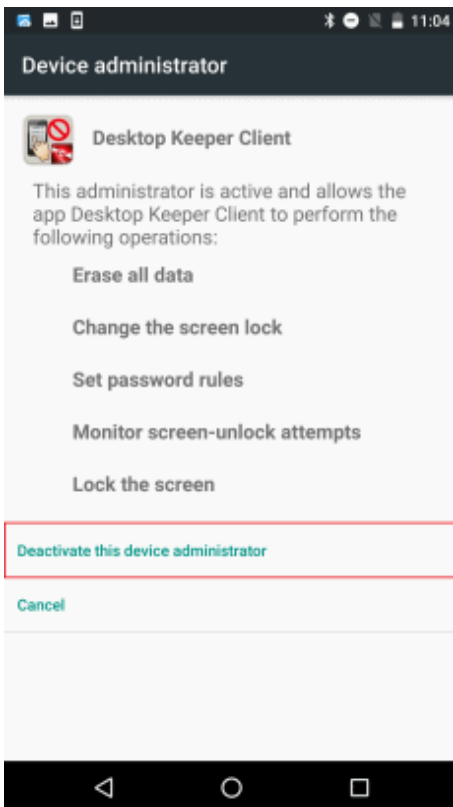 11:04
Device administrator
Desktop Keeper Client
This administrator is active and allows the
app Desktop Keeper Client to perform the
following operations:
Erase all data
Change the screen lock
Set password rules
Monitor screen-unlock attempts
Lock the screen
Deactivate this device administrator
Cancel